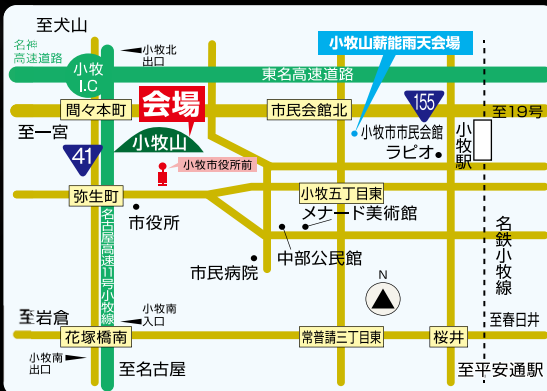 至犬山
名神
高速道路
小牧北
出口
小牧山薪能雨天会場
小牧
I.C
東名高速道路
間々本町
会場
市民会館北
155
至19号
至一宮
小牧山
小牧市市民会館
ラピオ
小牧駅
41
小牧市役所前
弥生町
小牧五丁目東
市役所
メナード美術館
名古屋高速11号小牧線
中部公民館
市民病院
名鉄小牧線
N
至岩倉
小牧南
入口
至春日井
花塚橋南
常普請三丁目東
桜井
小牧南
出口
至名古屋
至平安通駅